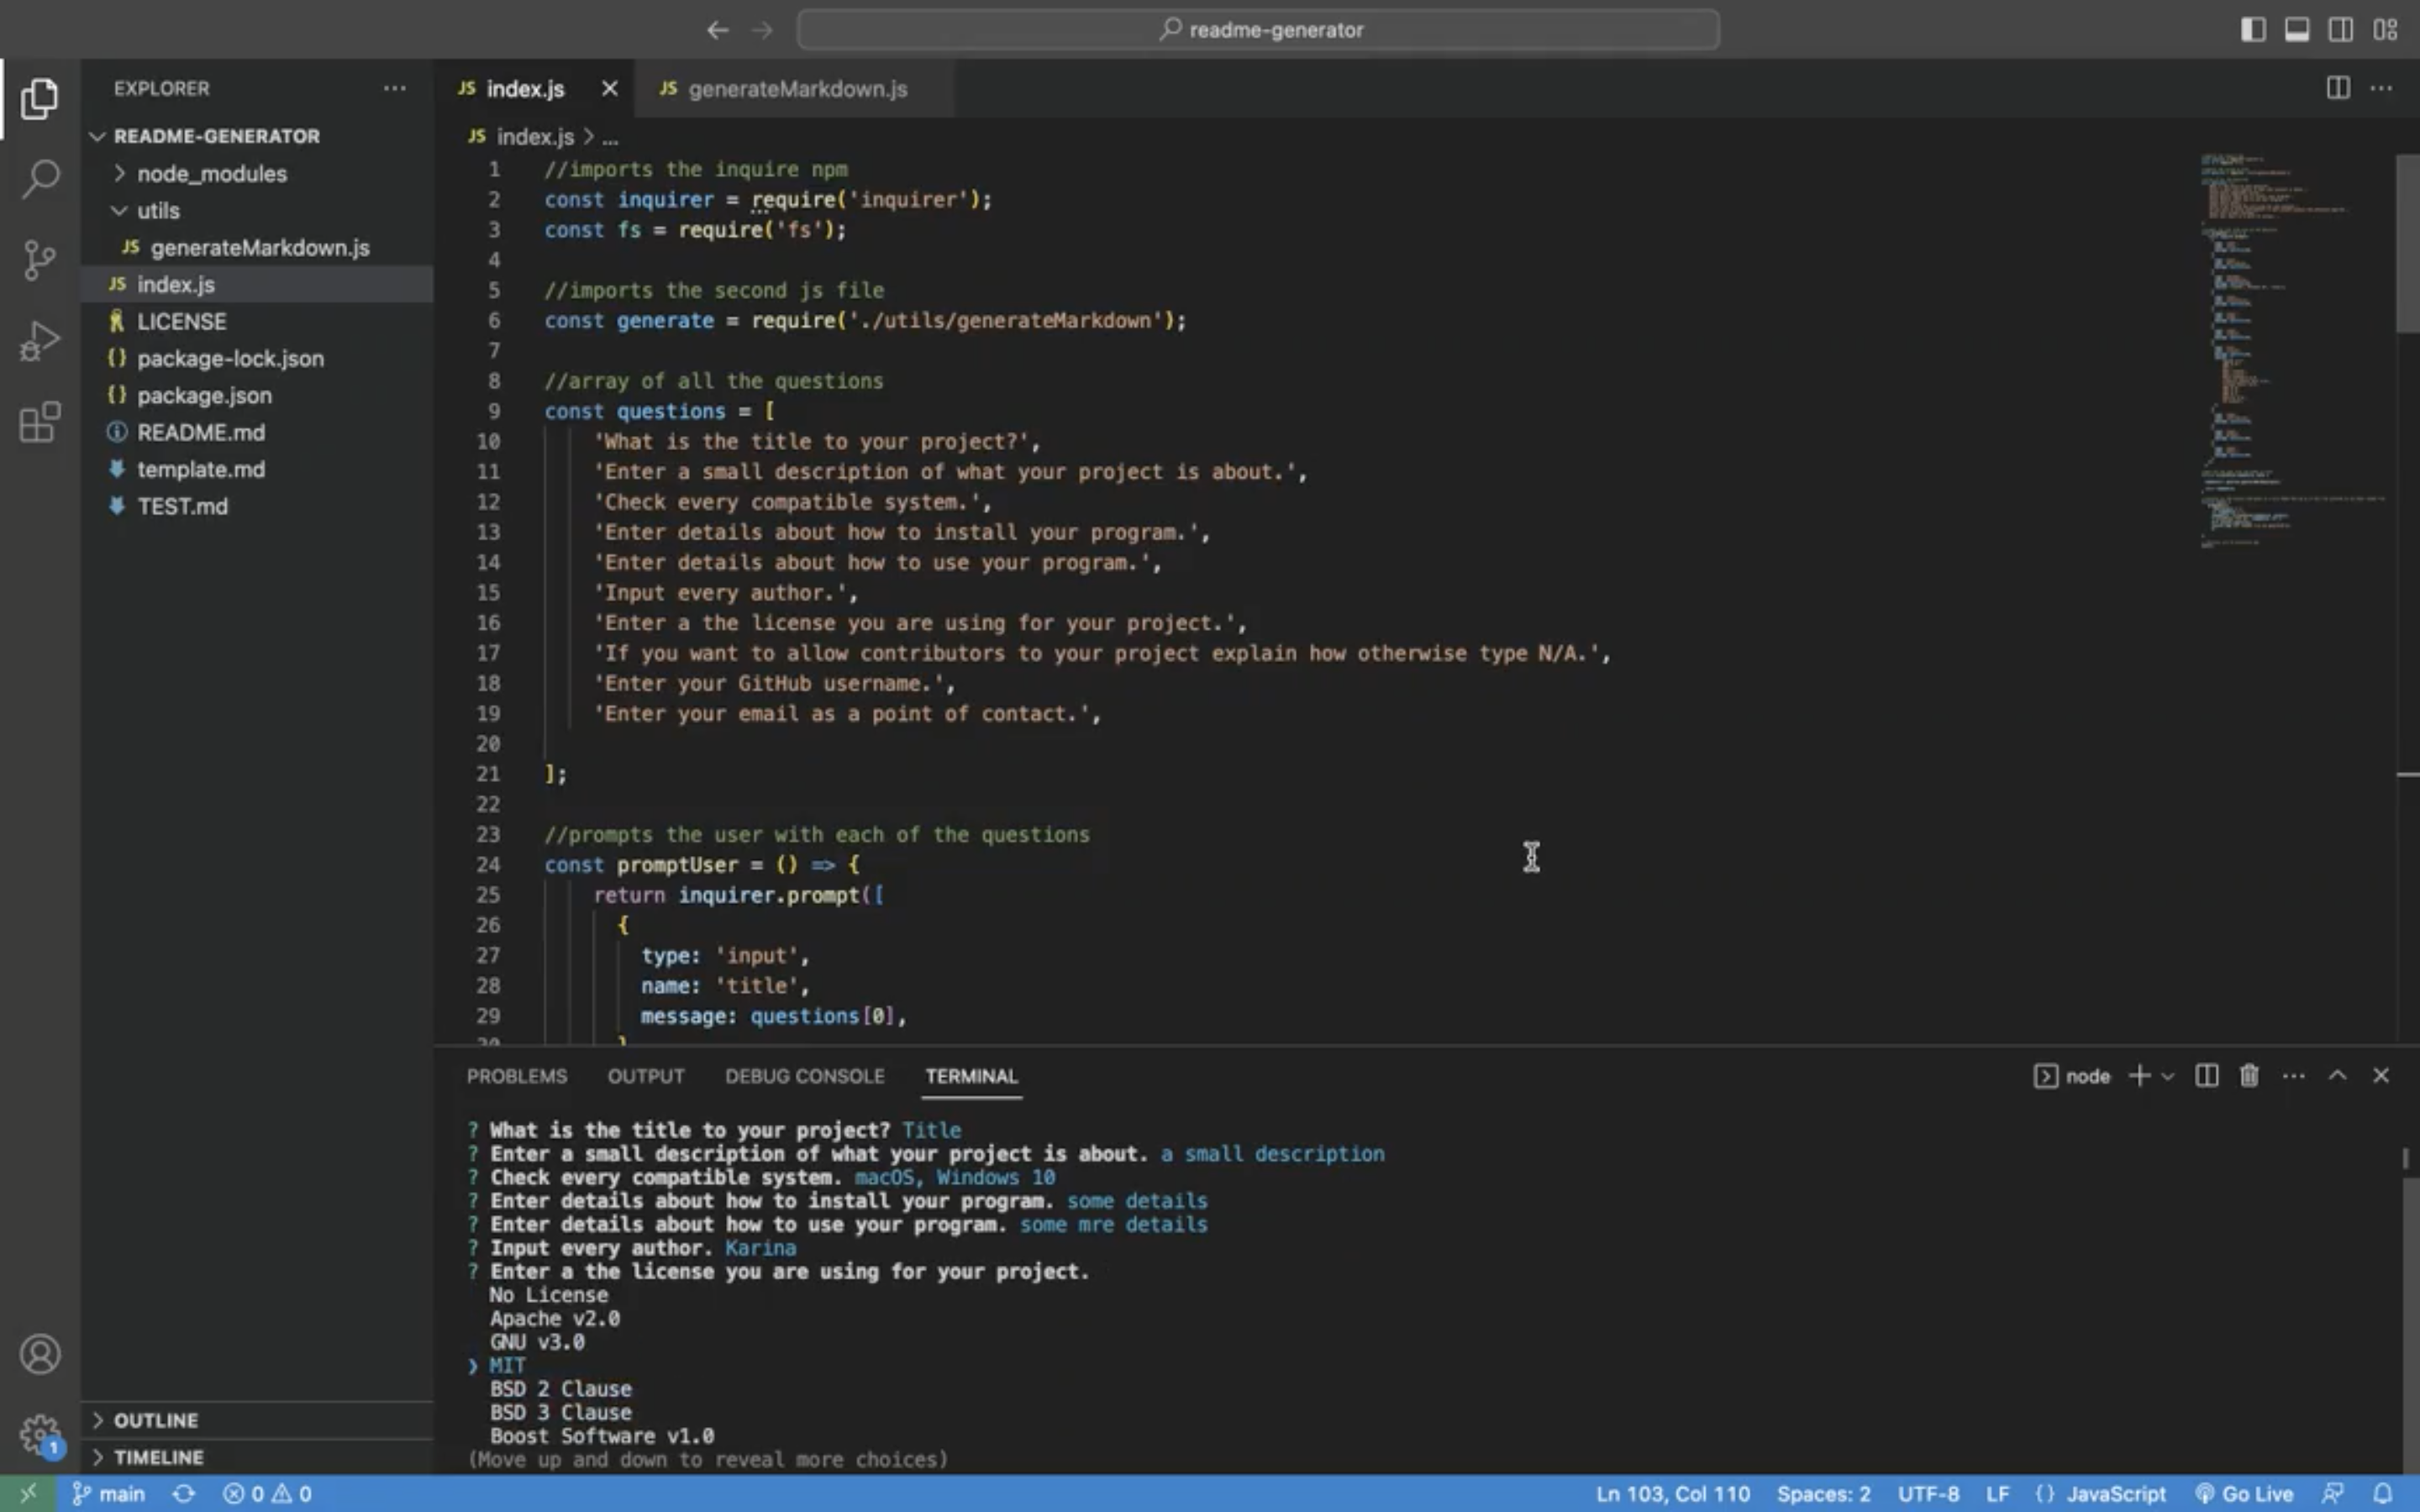 readme-generator
EXPLORER
README-GENERATOR
node_modules
utils
JS generateMarkdown.js
JS index.js
LICENSE
{} package-lock.json
{} package.json
README.md
template.md
TEST.md
OUTLINE
TIMELINE
JS index.js
JS generateMarkdown.js
JS index.js > ...
1 //imports the inquire npm
2 const inquirer = require('inquirer');
3 const fs = require('fs');
4
5 //imports the second js file
6 const generate = require('./utils/generateMarkdown');
7
8 //array of all the questions
9 const questions = [
10 'What is the title to your project?',
11 'Enter a small description of what your project is about.',
12 'Check every compatible system.',
13 'Enter details about how to install your program.',
14 'Enter details about how to use your program.',
15 'Input every author.',
16 'Enter a the license you are using for your project.',
17 'If you want to allow contributors to your project explain how otherwise type N/A.',
18 'Enter your GitHub username.',
19 'Enter your email as a point of contact.',
20
21 ];
22
23 //prompts the user with each of the questions
24 const promptUser = () => {
25 return inquirer.prompt([
26 {
27 type: 'input',
28 name: 'title',
29 message: questions[0],
30 }
PROBLEMS OUTPUT DEBUG CONSOLE TERMINAL
node
? What is the title to your project? Title
? Enter a small description of what your project is about. a small description
? Check every compatible system. macOS, Windows 10
? Enter details about how to install your program. some details
? Enter details about how to use your program. some mre details
? Input every author. Karina
? Enter a the license you are using for your project.
No License
Apache v2.0
GNU v3.0
❯ MIT
BSD 2 Clause
BSD 3 Clause
Boost Software v1.0
(Move up and down to reveal more choices)
1
main 0 0 Ln 103, Col 110 Spaces: 2 UTF-8 LF {} JavaScript Go Live